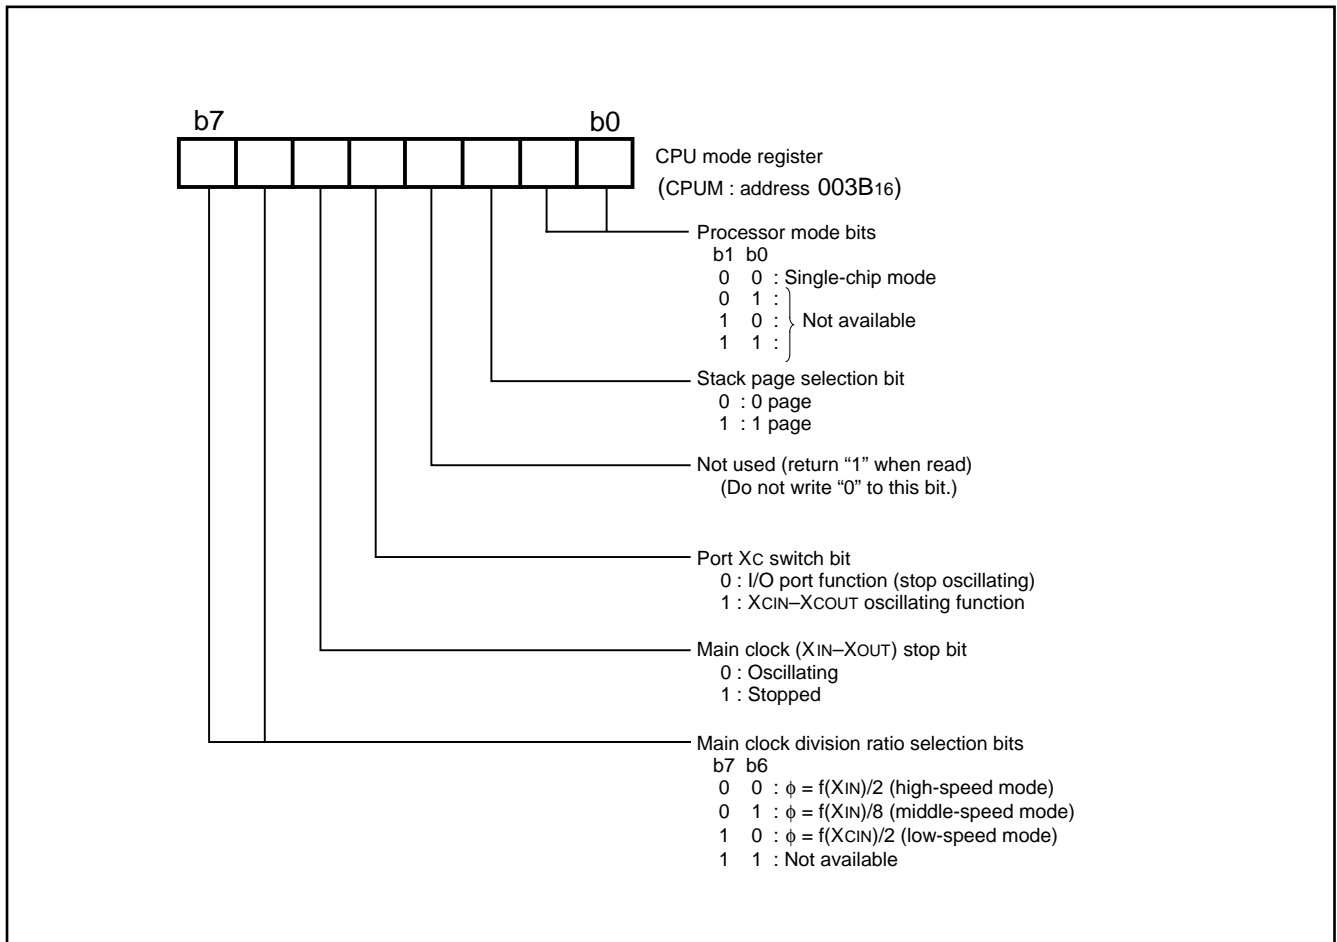 b7 b0
CPU mode register
(CPUM : address 003B16)
Processor mode bits
b1 b0
0 0 : Single-chip mode
0 1 :
1 0 : Not available
1 1 :
Stack page selection bit
0 : 0 page
1 : 1 page
Not used (return “1” when read)
(Do not write “0” to this bit.)
Port XC switch bit
0 : I/O port function (stop oscillating)
1 : XCIN–XCOUT oscillating function
Main clock (XIN–XOUT) stop bit
0 : Oscillating
1 : Stopped
Main clock division ratio selection bits
b7 b6
0 0 : ϕ = f(XIN)/2 (high-speed mode)
0 1 : ϕ = f(XIN)/8 (middle-speed mode)
1 0 : ϕ = f(XCIN)/2 (low-speed mode)
1 1 : Not available